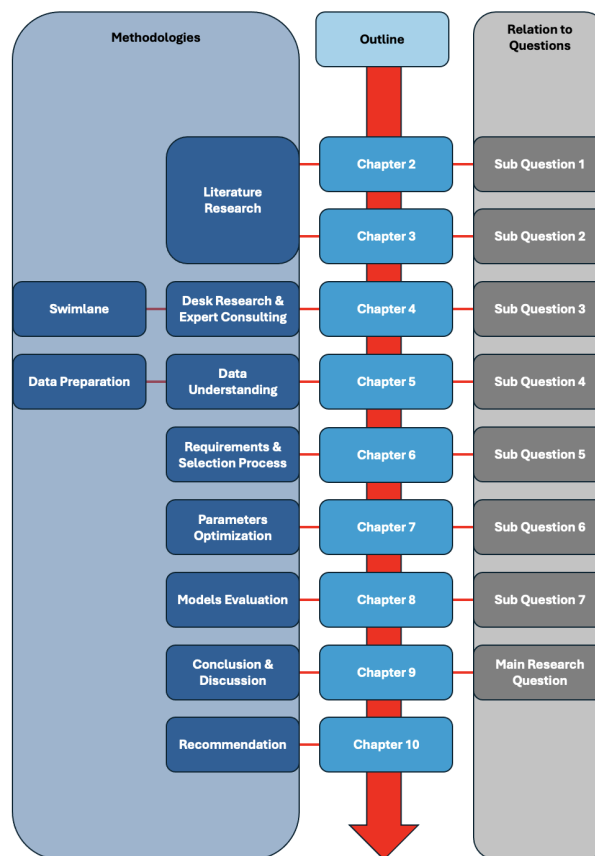 Methodologies
Outline
Relation to
Questions
Literature
Research
Chapter 2
Sub Question 1
Chapter 3
Sub Question 2
Swimlane
Desk Research &
Expert Consulting
Chapter 4
Sub Question 3
Data Preparation
Data
Understanding
Chapter 5
Sub Question 4
Requirements &
Selection Process
Chapter 6
Sub Question 5
Parameters
Optimization
Chapter 7
Sub Question 6
Models Evaluation
Chapter 8
Sub Question 7
Conclusion &
Discussion
Chapter 9
Main Research
Question
Recommendation
Chapter 10